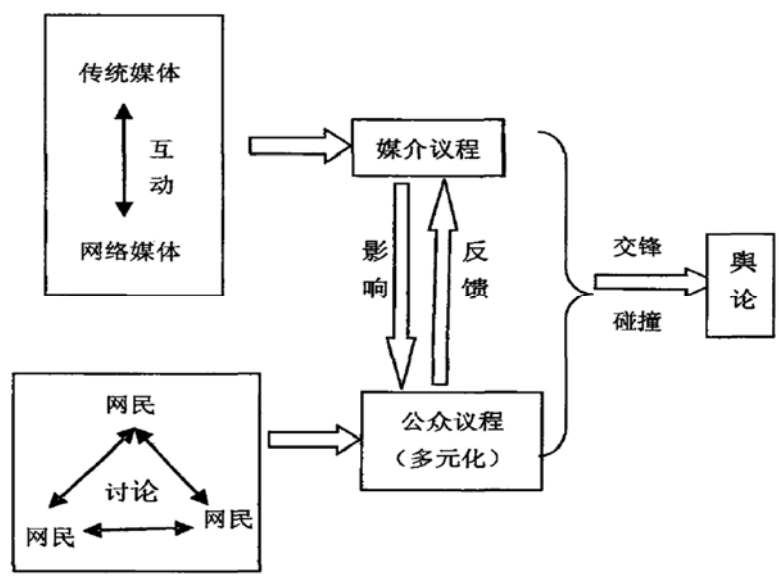 传统媒体
互动
网络媒体
媒介议程
影响
反馈
交锋
碰撞
舆论
网民
讨论
网民
网民
公众议程
（多元化）